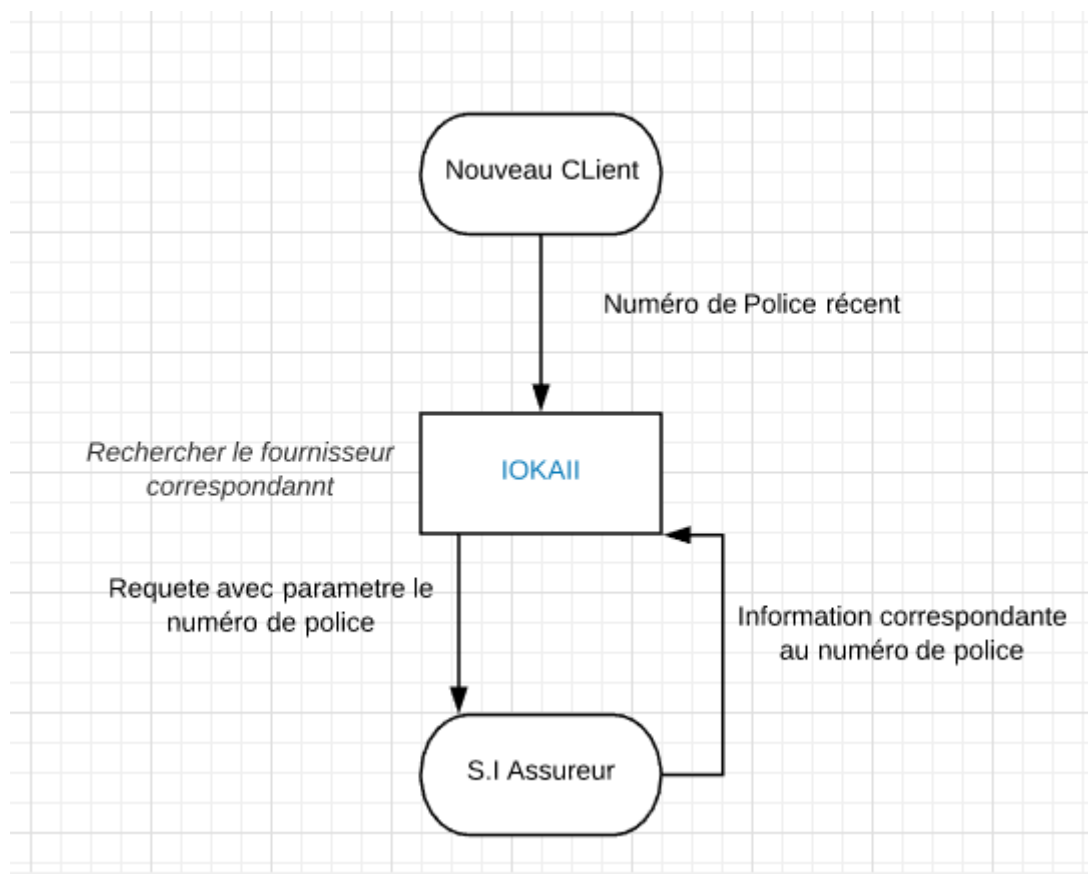 Nouveau CLient
Numéro de Police récent
Rechercher le fournisseur
correspondannt
IOKAII
Requete avec parametre le
numéro de police
Information correspondante
au numéro de police
S.I Assureur